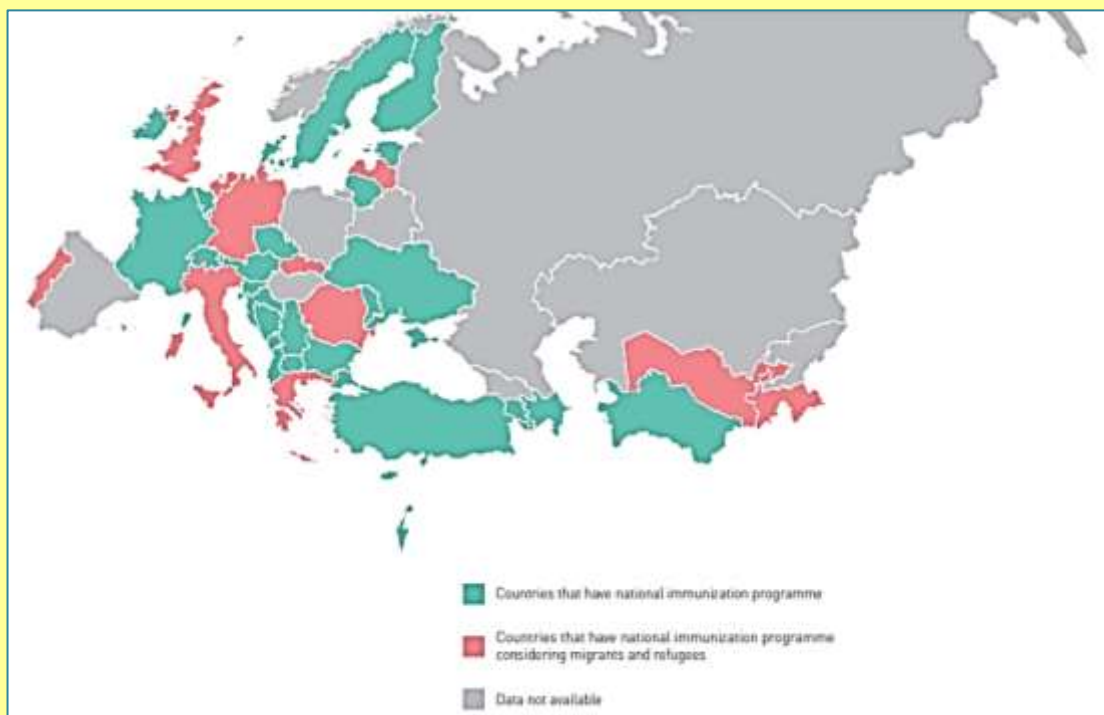 Countries that have national immunization programme
Countries that have national immunization programme
considering migrants and refugees
Data not available